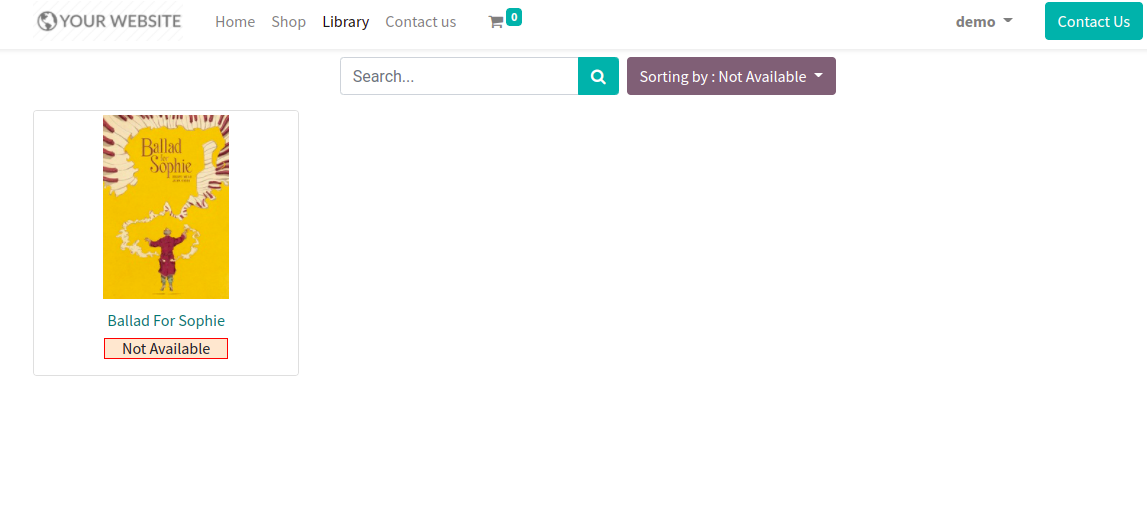 YOUR WEBSITE Home Shop Library Contact us 0 demo Contact Us
Search... Sorting by : Not Available
Ballad
for
Sophie
Ballad For Sophie
Not Available